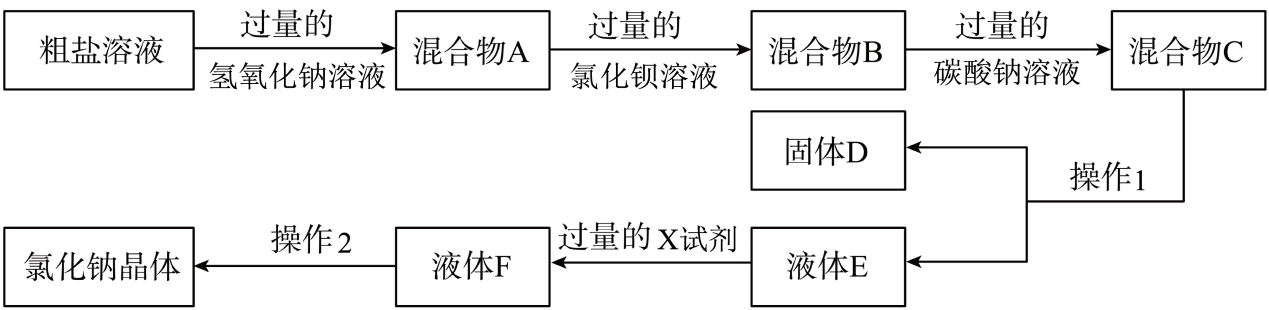 粗盐溶液
过量的
氢氧化钠溶液
混合物A
过量的
氯化钡溶液
混合物B
过量的
碳酸钠溶液
混合物C
固体D
操作1
氯化钠晶体
操作2
液体F
过量的X试剂
液体E